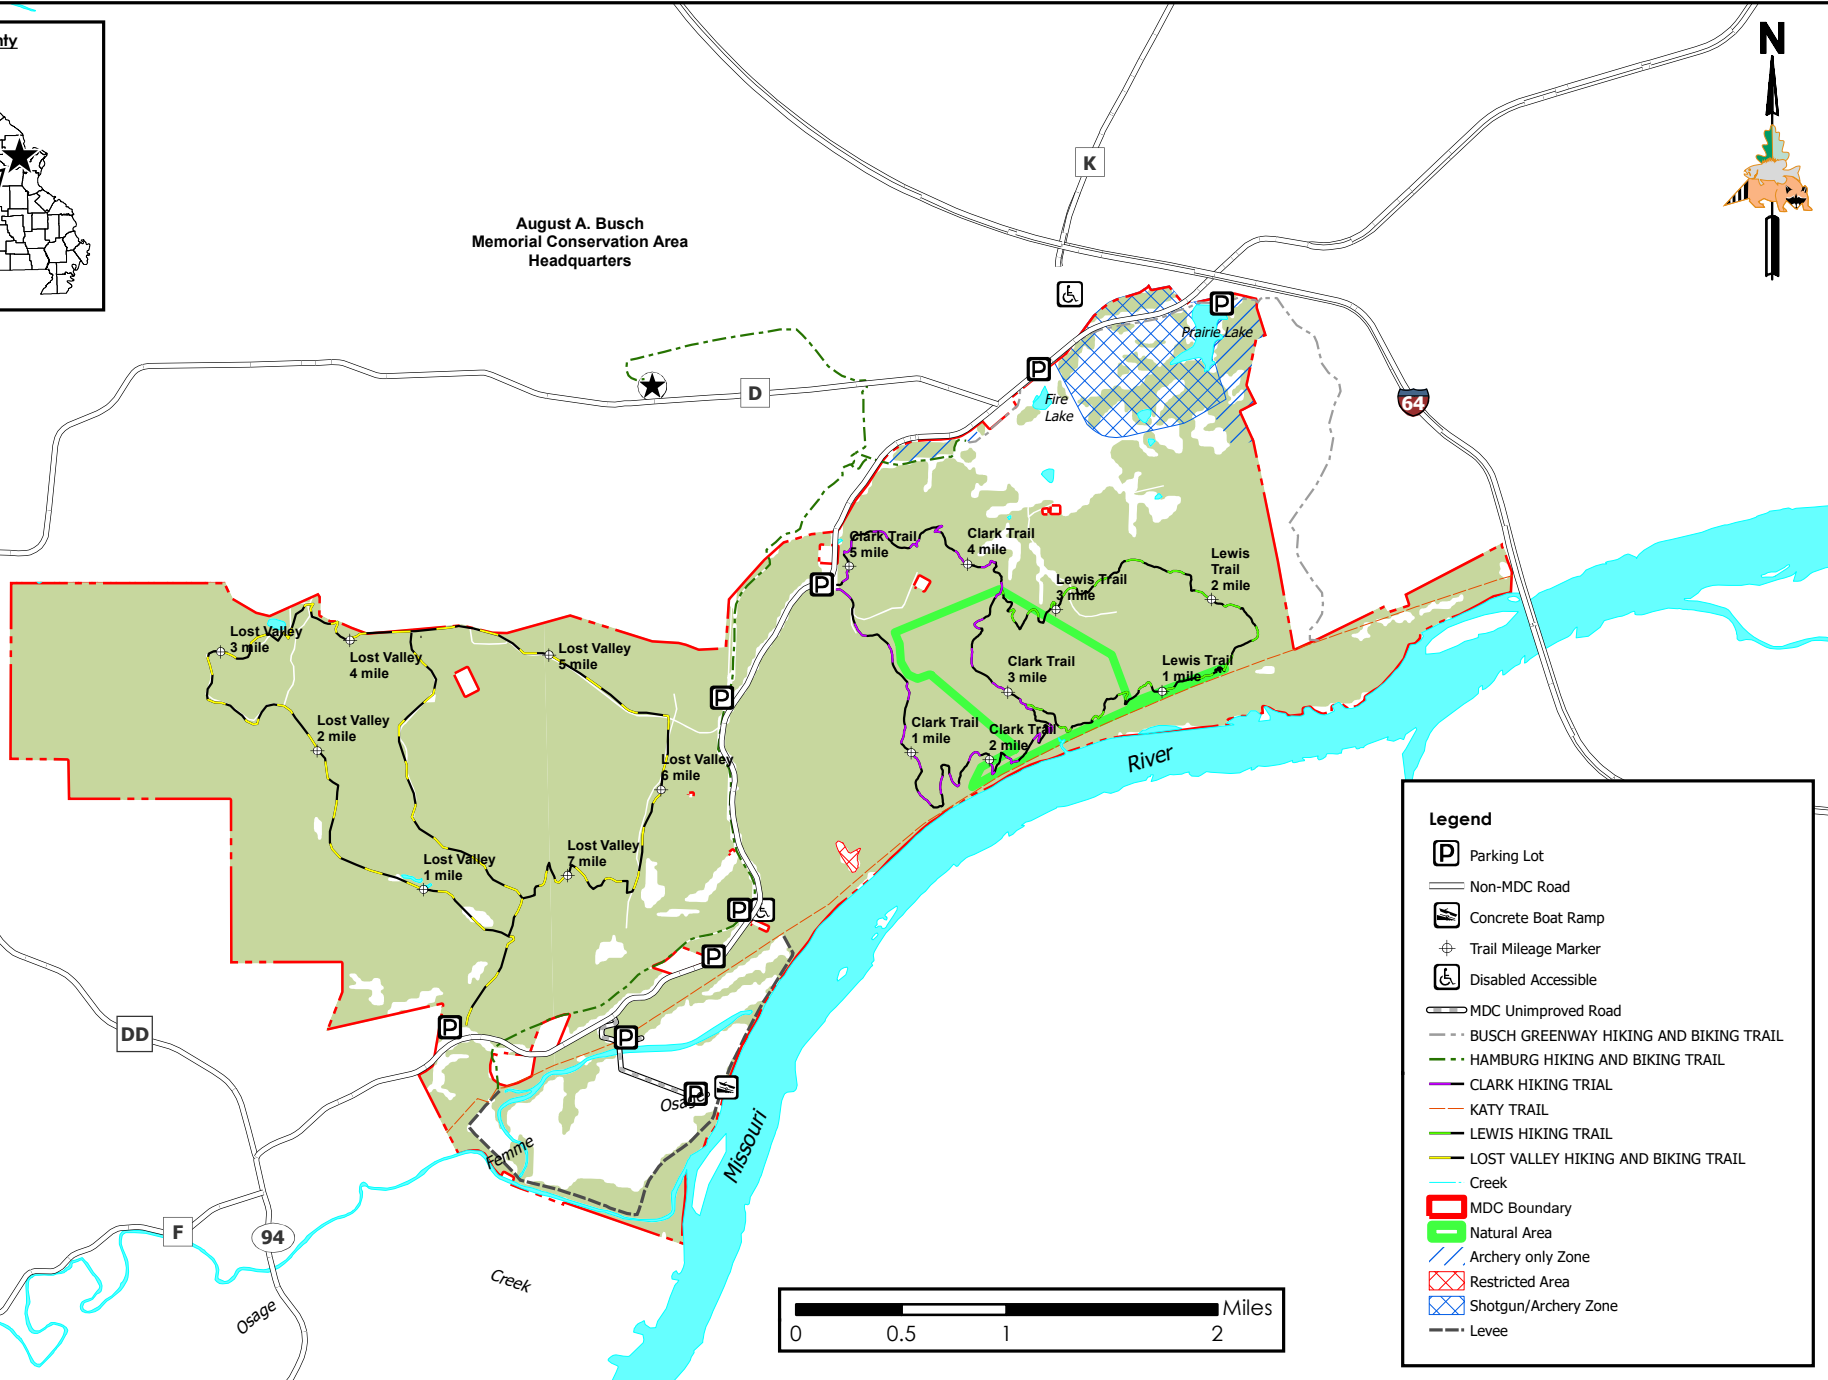 N
K
August A. Busch
Memorial Conservation Area
Headquarters
Prairie Lake
D
Fire
Lake
64
Clark Trail
5 mile
Clark Trail
4 mile
Lewis
Trail
2 mile
Lewis Trail
3 mile
Lost Valley
3 mile
Lost Valley
4 mile
Lost Valley
5 mile
Clark Trail
3 mile
Lewis Trail
1 mile
Lost Valley
2 mile
Clark Trail
1 mile
Clark Trail
2 mile
River
Lost Valley
6 mile
Lost Valley
7 mile
Lost Valley
1 mile
DD
Osage
Femme
Missouri
F
94
Creek
Osage
Miles
0 0.5 1 2
Legend
P Parking Lot
Non-MDC Road
Concrete Boat Ramp
Trail Mileage Marker
Disabled Accessible
MDC Unimproved Road
BUSCH GREENWAY HIKING AND BIKING TRAIL
HAMBURG HIKING AND BIKING TRAIL
CLARK HIKING TRIAL
KATY TRAIL
LEWIS HIKING TRAIL
LOST VALLEY HIKING AND BIKING TRAIL
Creek
MDC Boundary
Natural Area
Archery only Zone
Restricted Area
Shotgun/Archery Zone
Levee
P
P
P
P
P
P
P
P
P